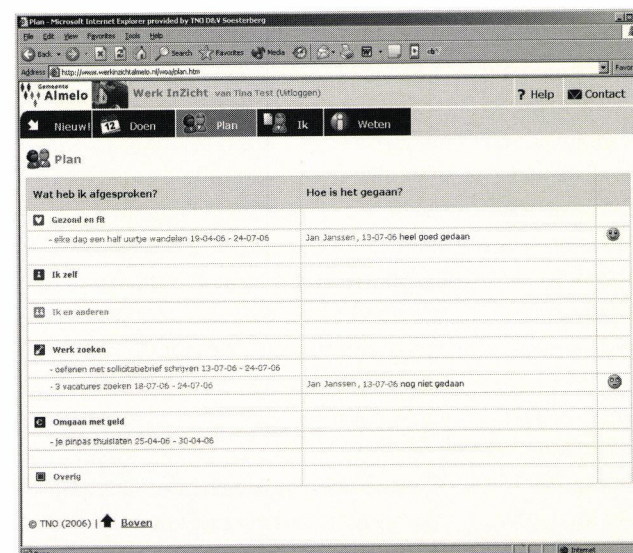 Plan - Microsoft Internet Explorer provided by TNO D&V Soesterberg
File Edit View Favorites Tools Help
Back Search Favorites Media
Address http://www.werkinzichtalmelo.nl/woa/plan.htm Favor
Gemeente Almelo Werk InZicht van Tina Test (Uitloggen) ? Help Contact
Nieuw! 12 Doen Plan Ik Weten
Plan
Wat heb ik afgesproken? Hoe is het gegaan?
Gezond en fit
- elke dag een half uurtje wandelen 19-04-06 - 24-07-06 Jan Janssen, 13-07-06 heel goed gedaan
Ik zelf
Ik en anderen
Werk zoeken
- oefenen met sollicitatiebrief schrijven 13-07-06 - 24-07-06
- 3 vacatures zoeken 18-07-06 - 24-07-06 Jan Janssen, 13-07-06 nog niet gedaan
Omgaan met geld
- je pinpas thuislaten 25-04-06 - 30-04-06
Overig
© TNO (2006) | Boven
Internet